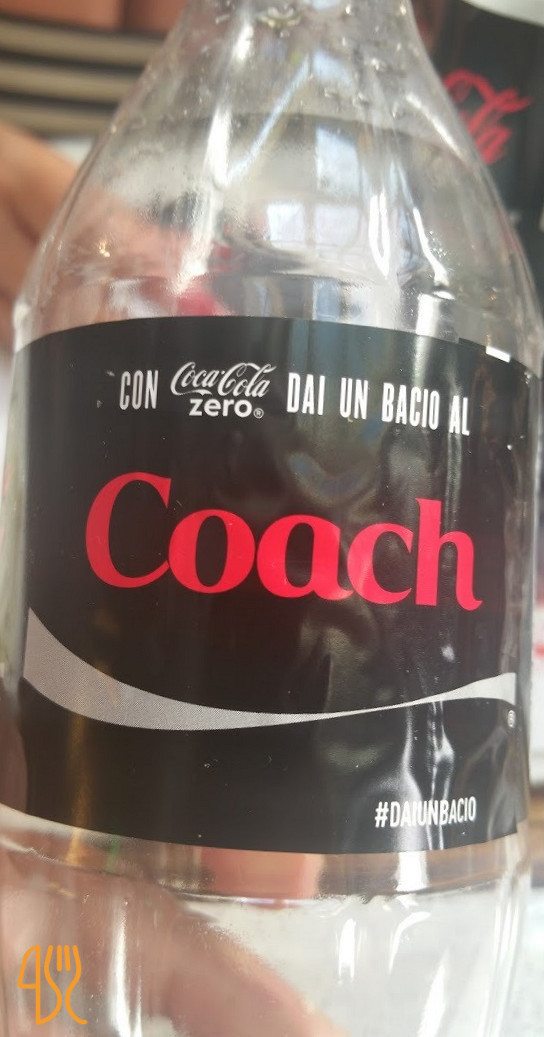 CON Coca-Cola zero® DAI UN BACIO AL
Coach
®
#DAIUNBACIO